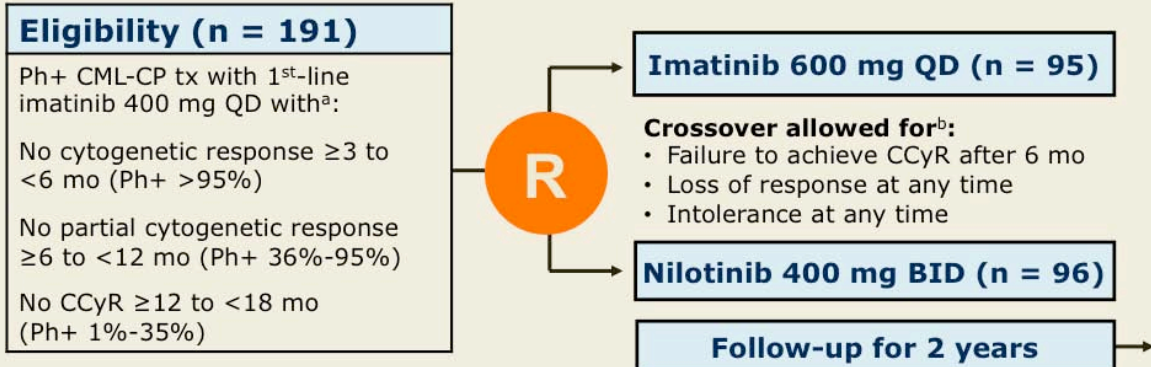 Eligibility (n = 191)
Ph+ CML-CP tx with 1st-line
imatinib 400 mg QD withᵃ:
No cytogenetic response ≥3 to
<6 mo (Ph+ >95%)
No partial cytogenetic response
≥6 to <12 mo (Ph+ 36%-95%)
No CCyR ≥12 to <18 mo
(Ph+ 1%-35%)
R
Imatinib 600 mg QD (n = 95)
Crossover allowed forᵇ:
• Failure to achieve CCyR after 6 mo
• Loss of response at any time
• Intolerance at any time
Nilotinib 400 mg BID (n = 96)
Follow-up for 2 years